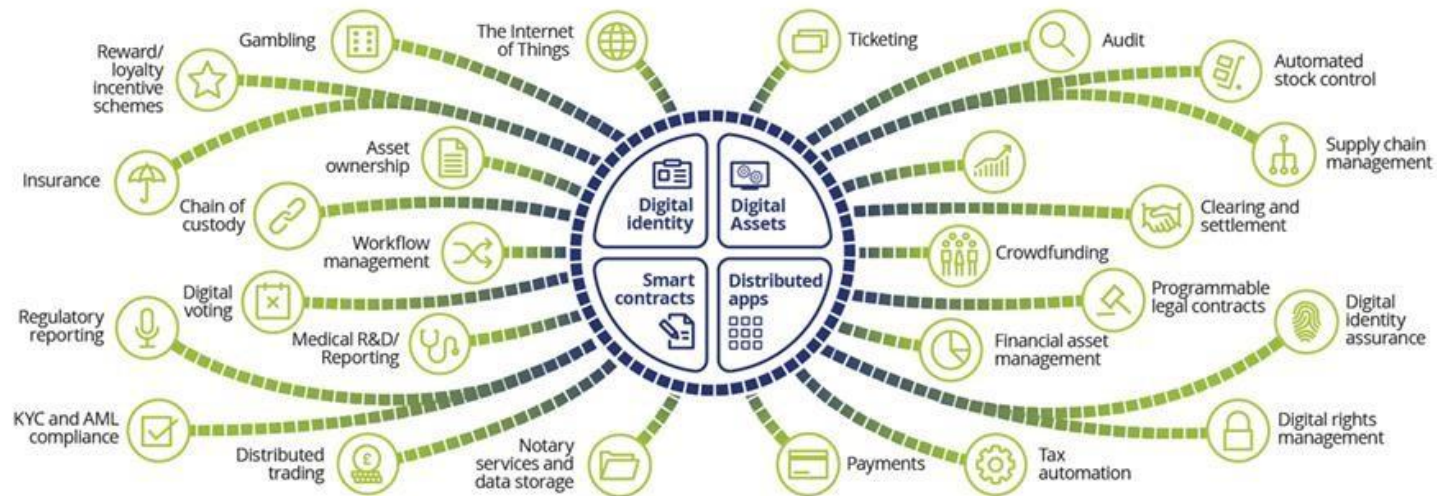 Gambling
The Internet
of Things
Ticketing
Audit
Reward/
loyalty
incentive
schemes
Automated
stock control
Asset
ownership
Supply chain
management
Insurance
Digital
identity
Digital
Assets
Chain of
custody
Clearing and
settlement
Workflow
management
Crowdfunding
Smart
contracts
Distributed
apps
Digital
voting
Programmable
legal contracts
Regulatory
reporting
Digital
identity
assurance
Medical R&D/
Reporting
Financial asset
management
KYC and AML
compliance
Digital rights
management
Distributed
trading
£
Notary
services and
data storage
Payments
Tax
automation